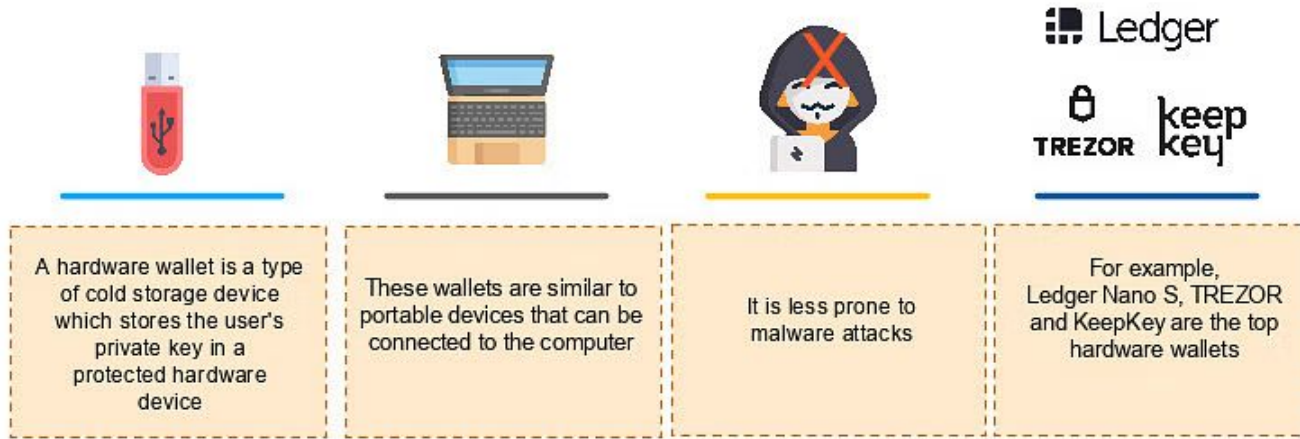 Ledger
TREZOR
keep
key
A hardware wallet is a type
of cold storage device
which stores the user's
private key in a
protected hardware
device
These wallets are similar to
portable devices that can be
connected to the computer
It is less prone to
malware attacks
For example,
Ledger Nano S, TREZOR
and KeepKey are the top
hardware wallets